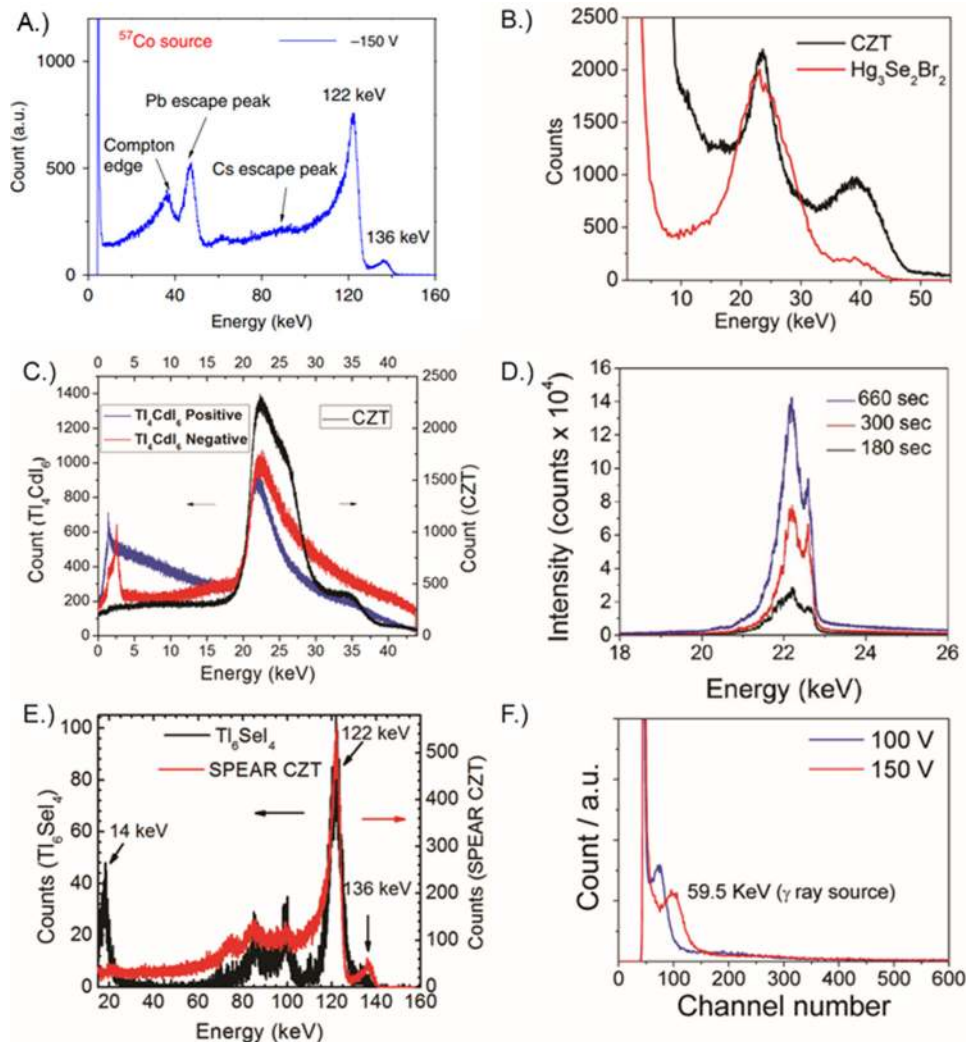 A.)
57Co source
−150 V
1000
500
0
Count (a.u.)
Pb escape peak
Compton
edge
Cs escape peak
122 keV
136 keV
0 40 80 120 160
Energy (keV)
B.)
2500
2000
1500
1000
500
0
Counts
CZT
Hg3Se2Br2
10 20 30 40 50
Energy (keV)
C.)
0 5 10 15 20 25 30 35 40
1400
1200
1000
800
600
400
200
0
Count (Tl4CdI6)
Tl4CdI6 Positive
Tl4CdI6 Negative
CZT
2500
2000
1500
1000
500
0
Count (CZT)
0 5 10 15 20 25 30 35 40
Energy (keV)
D.)
14
12
10
8
6
4
2
0
Intensity (counts x 10^4)
660 sec
300 sec
180 sec
18 20 22 24 26
Energy (keV)
E.)
100
80
60
40
20
0
Counts (Tl6SeI4)
Tl6SeI4
SPEAR CZT
14 keV
122 keV
136 keV
500
400
300
200
100
0
Counts (SPEAR CZT)
20 40 60 80 100 120 140 160
Energy (keV)
F.)
Count / a.u.
100 V
150 V
59.5 KeV (γ ray source)
0 100 200 300 400 500 600
Channel number